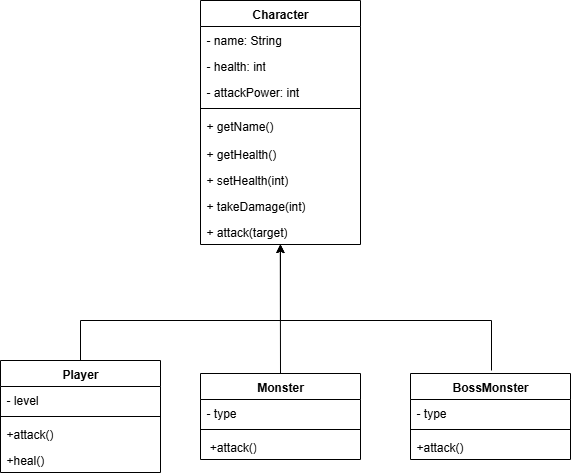 Character
- name: String
- health: int
- attackPower: int
+ getName()
+ getHealth()
+ setHealth(int)
+ takeDamage(int)
+ attack(target)
Player
- level
+attack()
+heal()
Monster
- type
+attack()
BossMonster
- type
+attack()